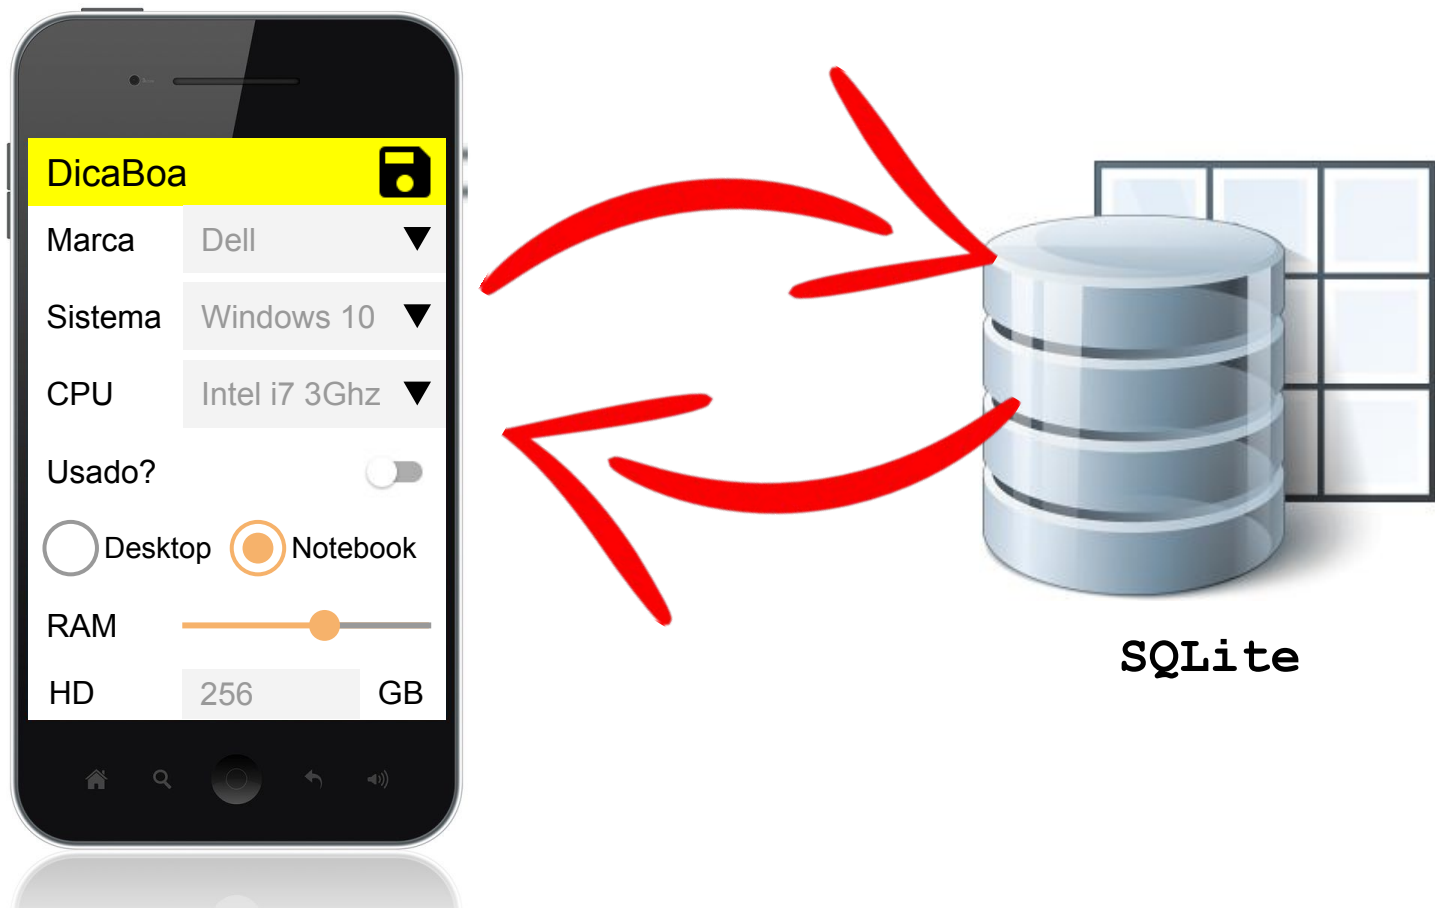 DicaBoa
Marca Dell
Sistema Windows 10
CPU Intel i7 3Ghz
Usado?
Desktop Notebook
RAM
HD 256 GB
SQLite